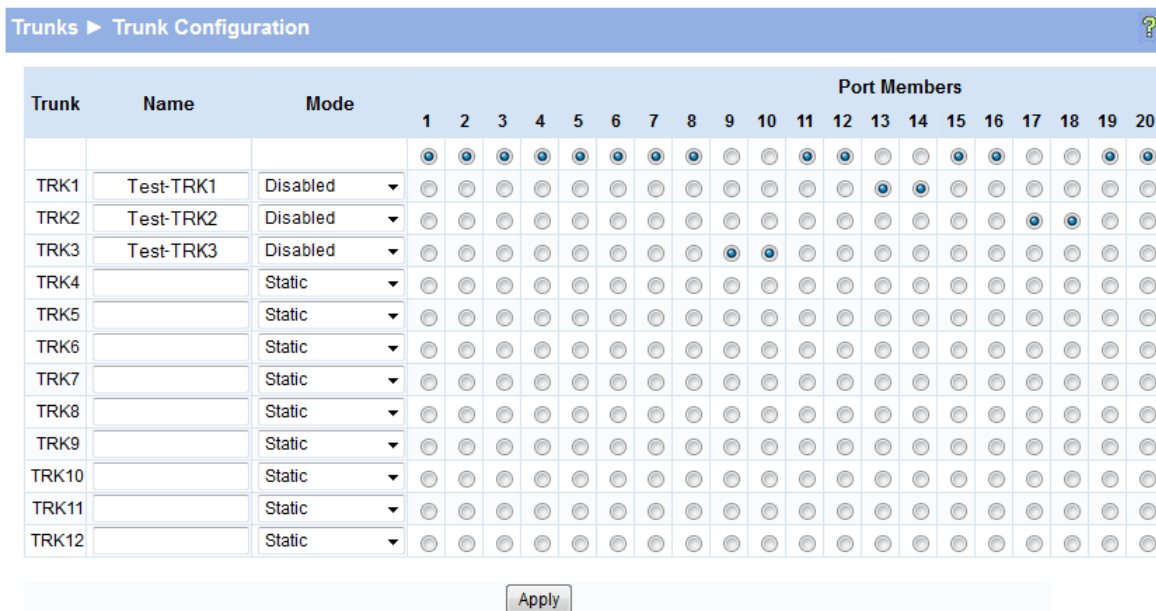 Trunks ► Trunk Configuration ?
Port Members
Trunk Name Mode
1 2 3 4 5 6 7 8 9 10 11 12 13 14 15 16 17 18 19 20
TRK1 Test-TRK1 Disabled
TRK2 Test-TRK2 Disabled
TRK3 Test-TRK3 Disabled
TRK4 Static
TRK5 Static
TRK6 Static
TRK7 Static
TRK8 Static
TRK9 Static
TRK10 Static
TRK11 Static
TRK12 Static
Apply